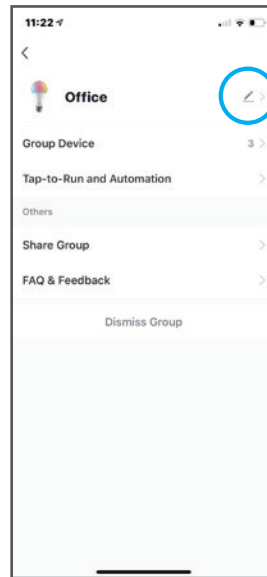 11:22
Office
Group Device 3
Tap-to-Run and Automation
Others
Share Group
FAQ & Feedback
Dismiss Group